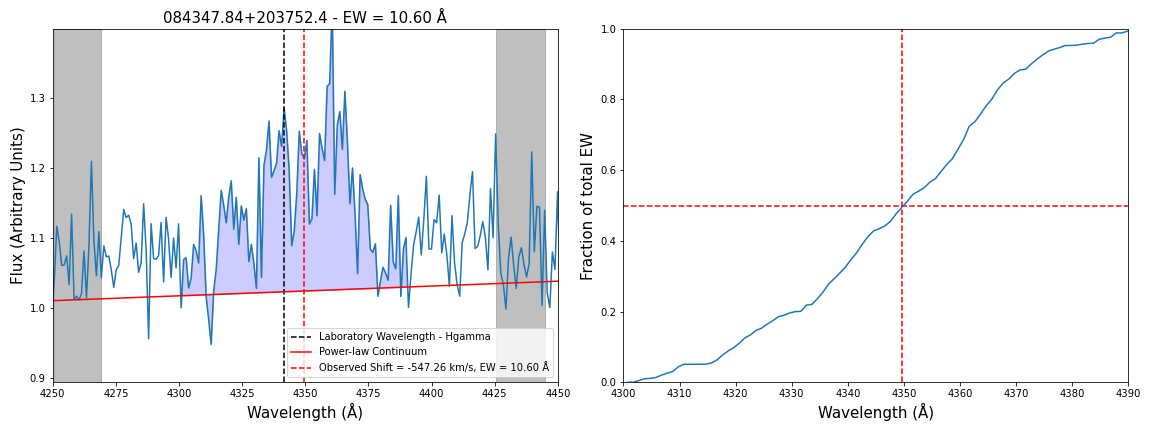 084347.84+203752.4 - EW = 10.60 Å
Flux (Arbitrary Units)
1.3
1.2
1.1
1.0
0.9
Laboratory Wavelength - Hgamma
Power-law Continuum
Observed Shift = -547.26 km/s, EW = 10.60 Å
4250 4275 4300 4325 4350 4375 4400 4425 4450
Wavelength (Å)
Fraction of total EW
1.0
0.8
0.6
0.4
0.2
0.0
4300 4310 4320 4330 4340 4350 4360 4370 4380 4390
Wavelength (Å)